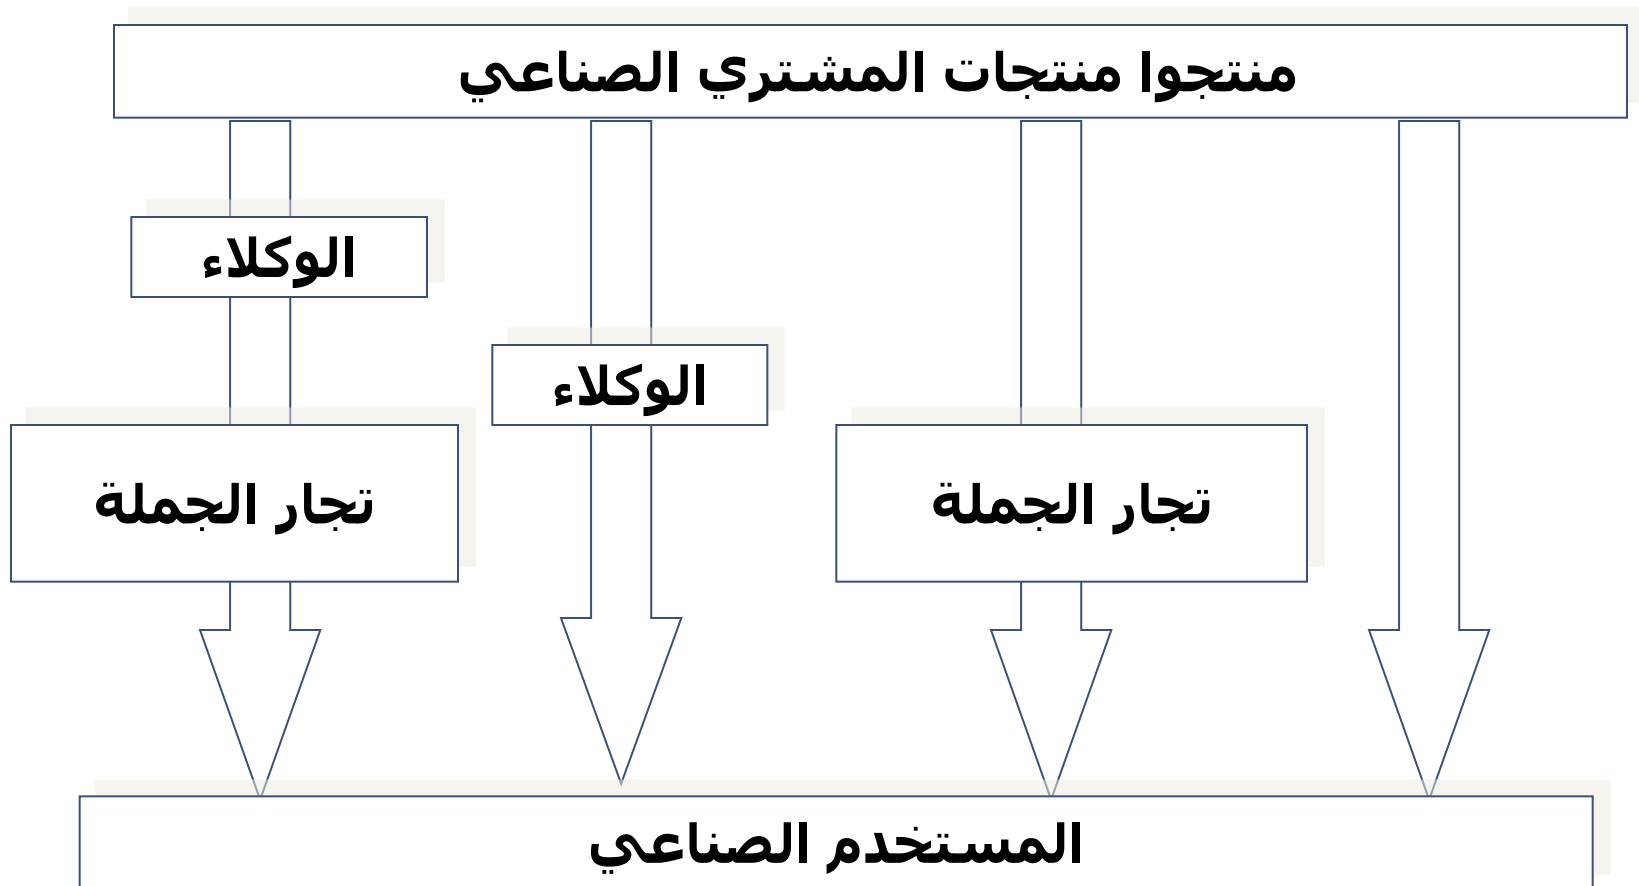 منتجوا منتجات المشتري الصناعي
الوكلاء
الوكلاء
تجار الجملة
تجار الجملة
المستخدم الصناعي